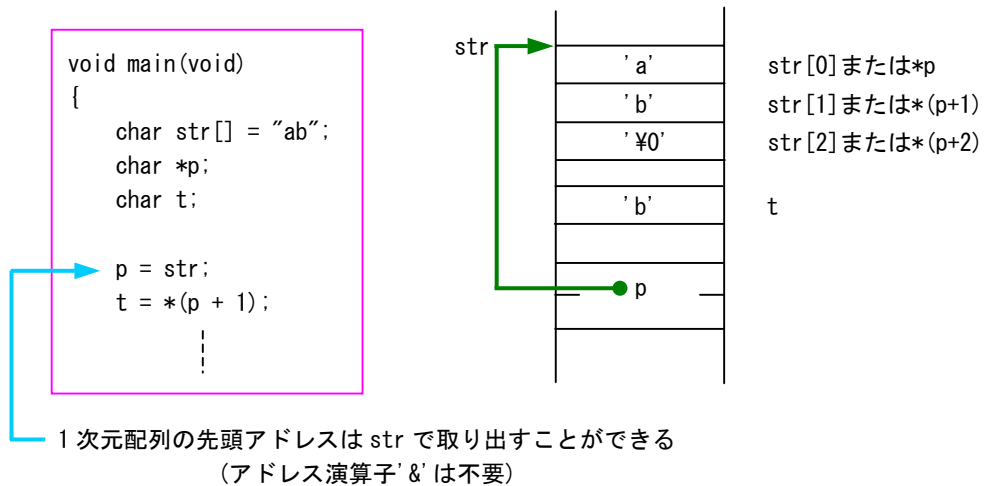 void main(void)
{
char str[] = "ab";
char *p;
char t;
p = str;
t = *(p + 1);
str
'a'
str[0]または*p
'b'
str[1]または*(p+1)
'¥0'
str[2]または*(p+2)
'b'
t
p
1次元配列の先頭アドレスは str で取り出すことができる
(アドレス演算子'&'は不要)